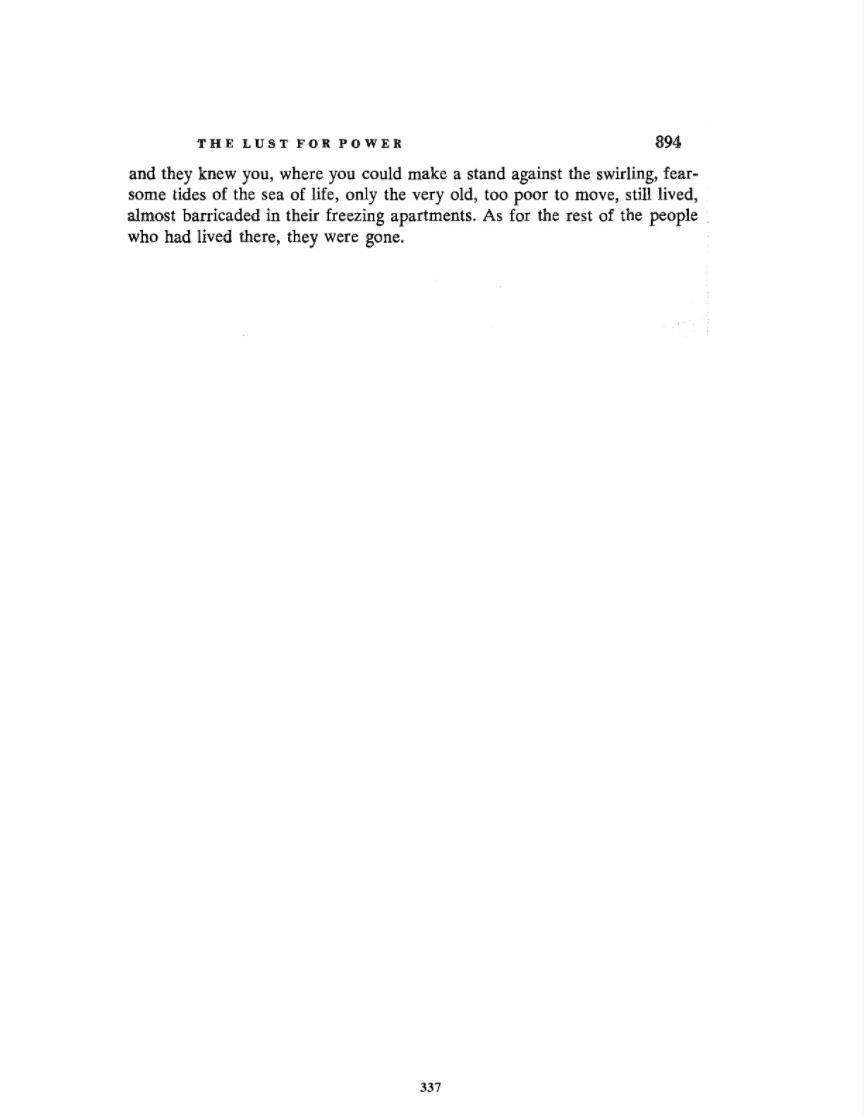 THE LUST FOR POWER 894
and they knew you, where you could make a stand against the swirling, fear-
some tides of the sea of life, only the very old, too poor to move, still lived,
almost barricaded in their freezing apartments. As for the rest of the people
who had lived there, they were gone.
337